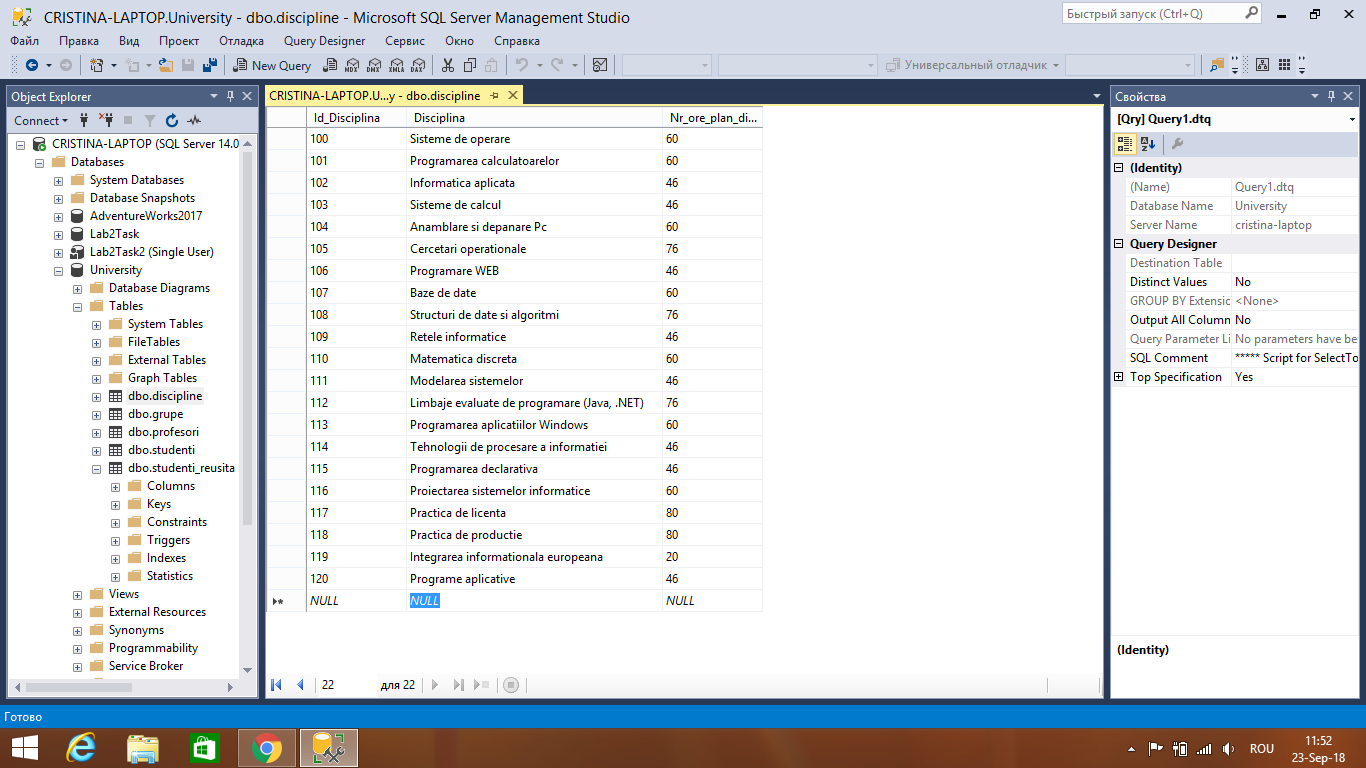 CRISTINA-LAPTOP.University - dbo.discipline - Microsoft SQL Server Management Studio
Быстрый запуск (Ctrl+Q)
Файл Правка Вид Проект Отладка Query Designer Сервис Окно Справка
New Query MDX DMX XMLA DAX Универсальный отладчик
Object Explorer
Connect
CRISTINA-LAPTOP (SQL Server 14.0
Databases
System Databases
Database Snapshots
AdventureWorks2017
Lab2Task
Lab2Task2 (Single User)
University
Database Diagrams
Tables
System Tables
FileTables
External Tables
Graph Tables
dbo.discipline
dbo.grupe
dbo.profesori
dbo.studenti
dbo.studenti_reusita
Columns
Keys
Constraints
Triggers
Indexes
Statistics
Views
External Resources
Synonyms
Programmability
Service Broker
CRISTINA-LAPTOP.U...y - dbo.discipline
Id_Disciplina Disciplina Nr_ore_plan_di...
100 Sisteme de operare 60
101 Programarea calculatoarelor 60
102 Informatica aplicata 46
103 Sisteme de calcul 46
104 Anamblare si depanare Pc 60
105 Cercetari operationale 76
106 Programare WEB 46
107 Baze de date 60
108 Structuri de date si algoritmi 76
109 Retele informatice 46
110 Matematica discreta 60
111 Modelarea sistemelor 46
112 Limbaje evaluate de programare (Java, .NET) 76
113 Programarea aplicatiilor Windows 60
114 Tehnologii de procesare a informatiei 46
115 Programarea declarativa 46
116 Proiectarea sistemelor informatice 60
117 Practica de licenta 80
118 Practica de productie 80
119 Integrarea informationala europeana 20
120 Programe aplicative 46
NULL NULL NULL
22 для 22
Свойства
[Qry] Query1.dtq
(Identity)
(Name) Query1.dtq
Database Name University
Server Name cristina-laptop
Query Designer
Destination Table
Distinct Values No
GROUP BY Extensic <None>
Output All Column No
Query Parameter Li No parameters have be
SQL Comment ***** Script for SelectTo
Top Specification Yes
(Identity)
Готово
ROU
11:52
23-Sep-18